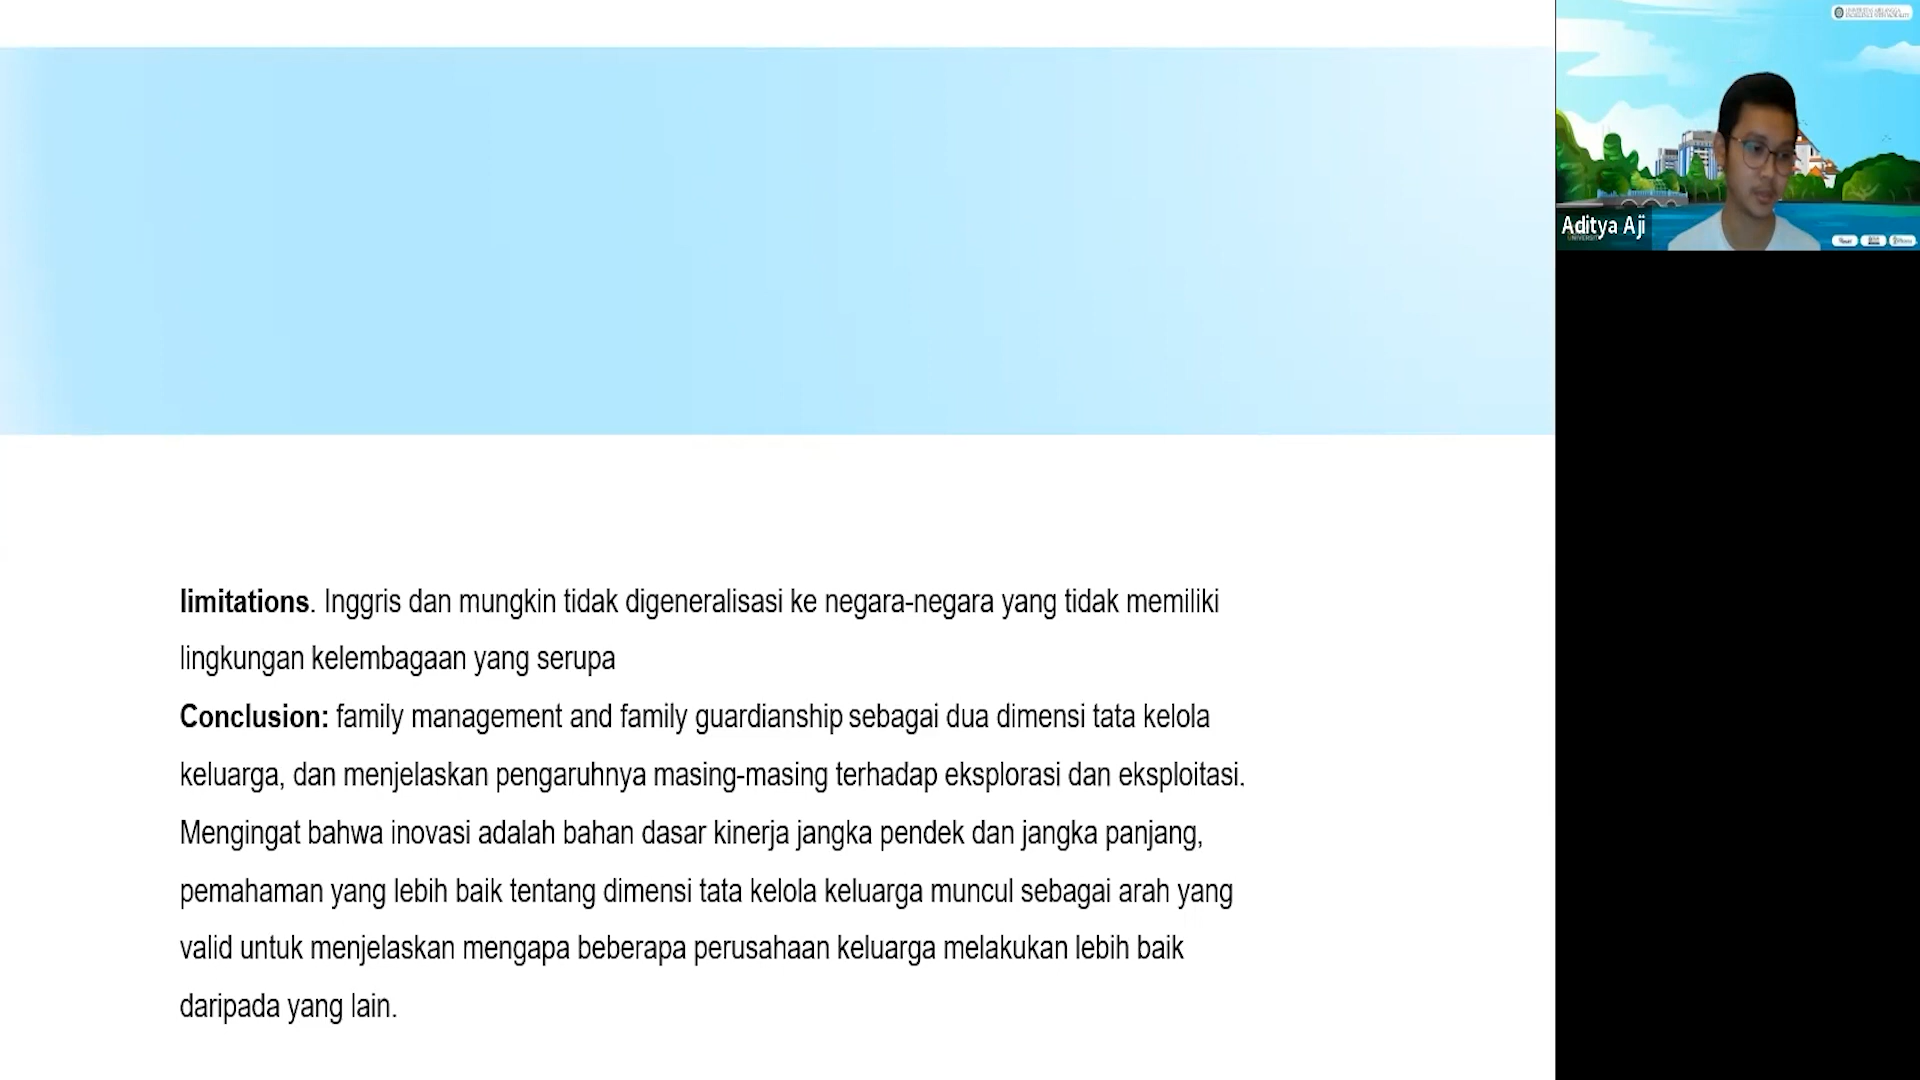 limitations. Inggris dan mungkin tidak digeneralisasi ke negara-negara yang tidak memiliki
lingkungan kelembagaan yang serupa
Conclusion: family management and family guardianship sebagai dua dimensi tata kelola
keluarga, dan menjelaskan pengaruhnya masing-masing terhadap eksplorasi dan eksploitasi.
Mengingat bahwa inovasi adalah bahan dasar kinerja jangka pendek dan jangka panjang,
pemahaman yang lebih baik tentang dimensi tata kelola keluarga muncul sebagai arah yang
valid untuk menjelaskan mengapa beberapa perusahaan keluarga melakukan lebih baik
daripada yang lain.
Aditya Aji